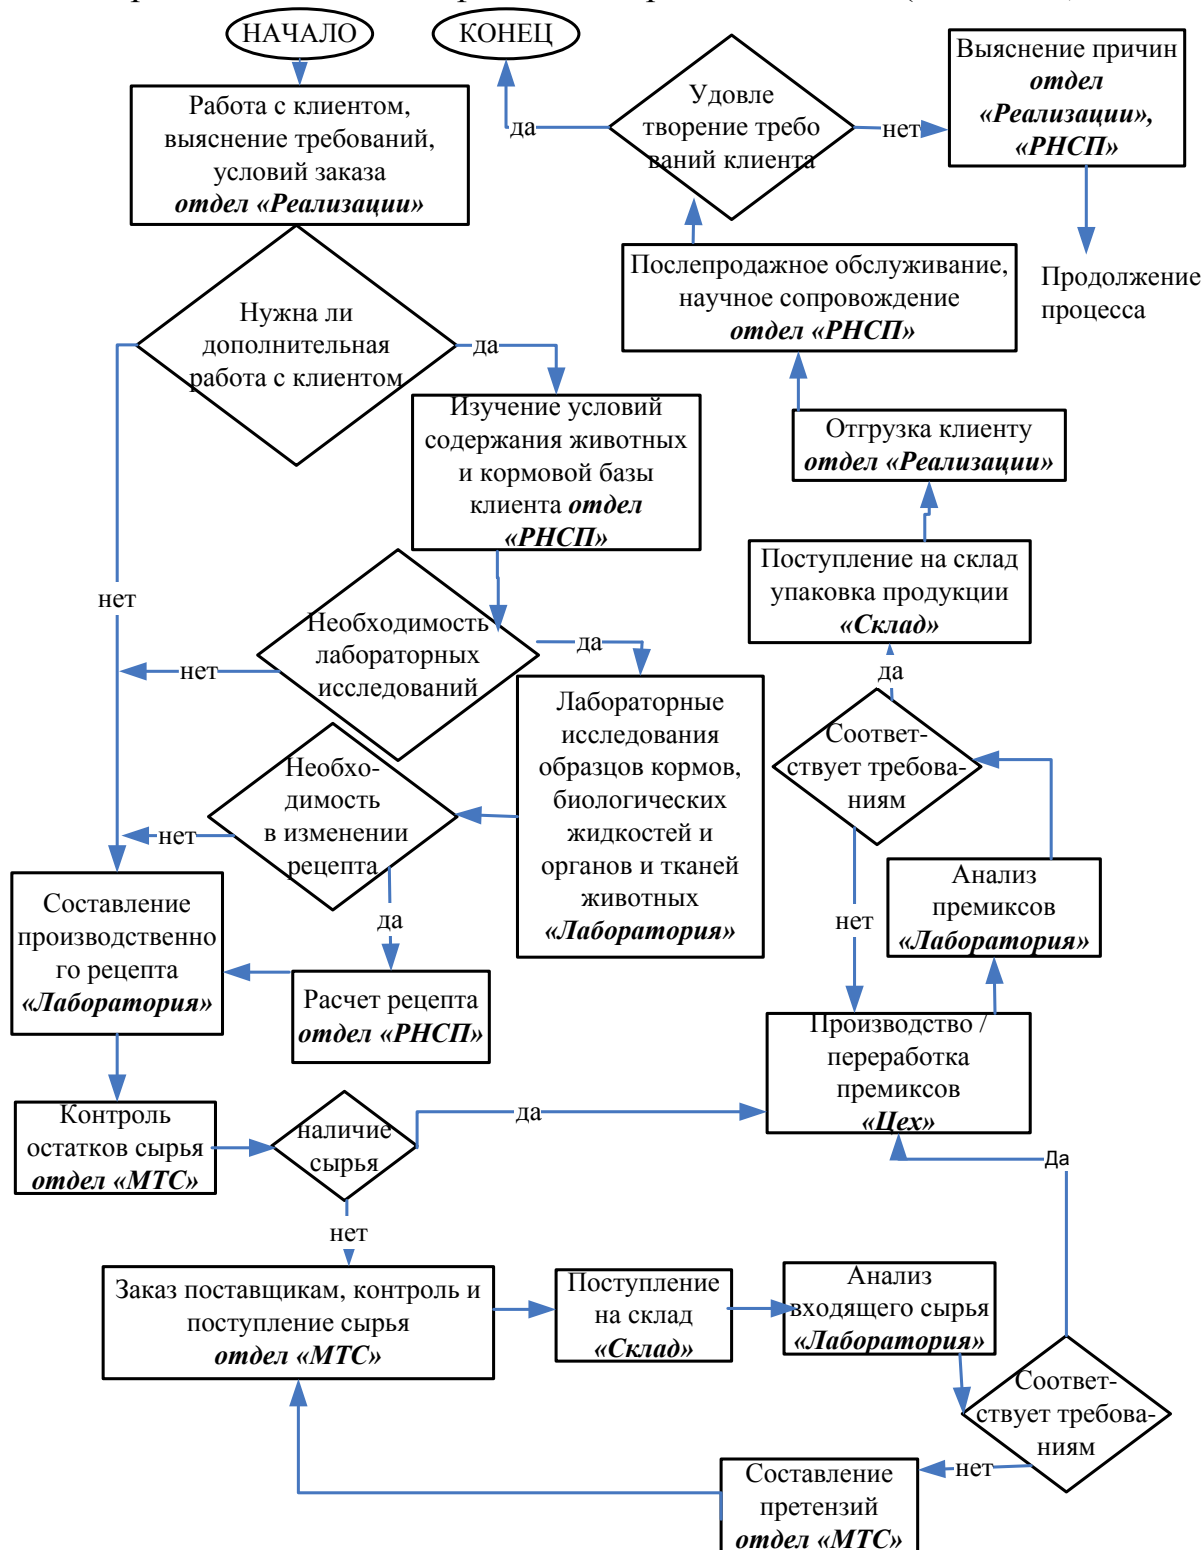 НАЧАЛО
КОНЕЦ
Работа с клиентом,
выяснение требований,
условий заказа
отдел «Реализации»
Удовле
творение требо
ваний клиента
да
нет
Выяснение причин
отдел
«Реализации»,
«РНСП»
Продолжение
процесса
Послепродажное обслуживание,
научное сопровождение
отдел «РНСП»
Нужна ли
дополнительная
работа с клиентом
да
нет
Изучение условий
содержания животных
и кормовой базы
клиента отдел
«РНСП»
Отгрузка клиенту
отдел «Реализации»
Поступление на склад
упаковка продукции
«Склад»
да
Необходимость
лабораторных
исследований
да
нет
Лабораторные
исследования
образцов кормов,
биологических
жидкостей и
органов и тканей
животных
«Лаборатория»
Соответ-
ствует требова-
ниям
нет
Необхо-
димость
в изменении
рецепта
нет
да
Анализ
премиксов
«Лаборатория»
Составление
производственно
го рецепта
«Лаборатория»
Расчет рецепта
отдел «РНСП»
Производство /
переработка
премиксов
«Цех»
Контроль
остатков сырья
отдел «МТС»
наличие
сырья
да
нет
Да
Заказ поставщикам, контроль и
поступление сырья
отдел «МТС»
Поступление
на склад
«Склад»
Анализ
входящего сырья
«Лаборатория»
Соответ-
ствует требова-
ниям
нет
Составление
претензий
отдел «МТС»